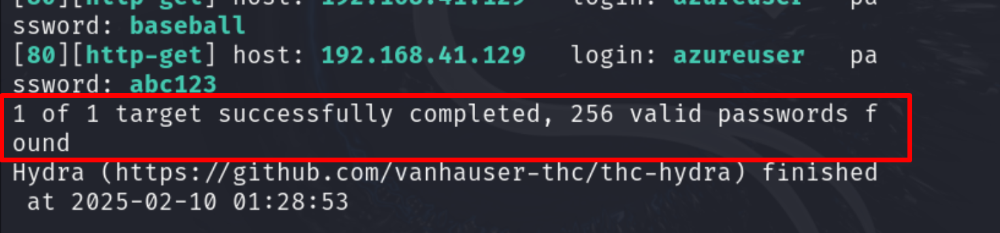 [80][http-get] host: 192.168.41.129   login: azureuser   pa
ssword: baseball
[80][http-get] host: 192.168.41.129   login: azureuser   pa
ssword: abc123
1 of 1 target successfully completed, 256 valid passwords f
ound
Hydra (https://github.com/vanhauser-thc/thc-hydra) finished
 at 2025-02-10 01:28:53